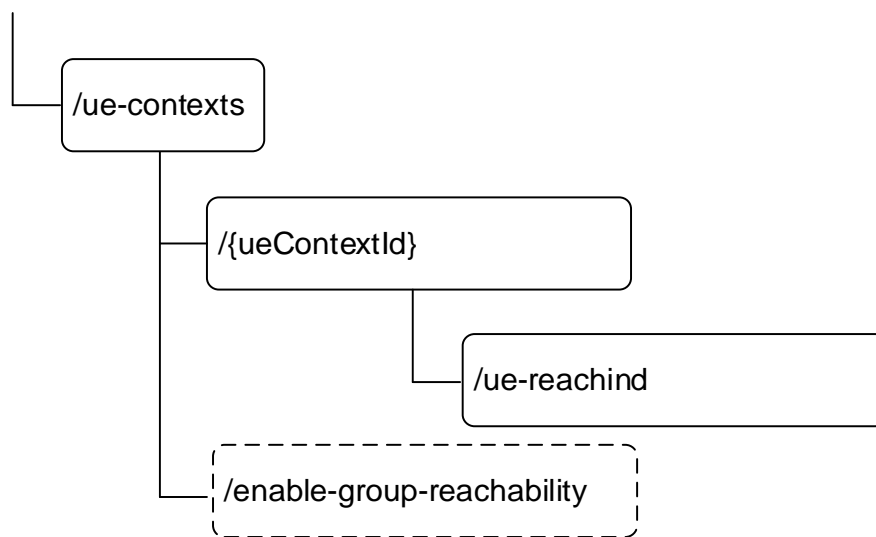 /ue-contexts
/{ueContextId}
/ue-reachind
/enable-group-reachability